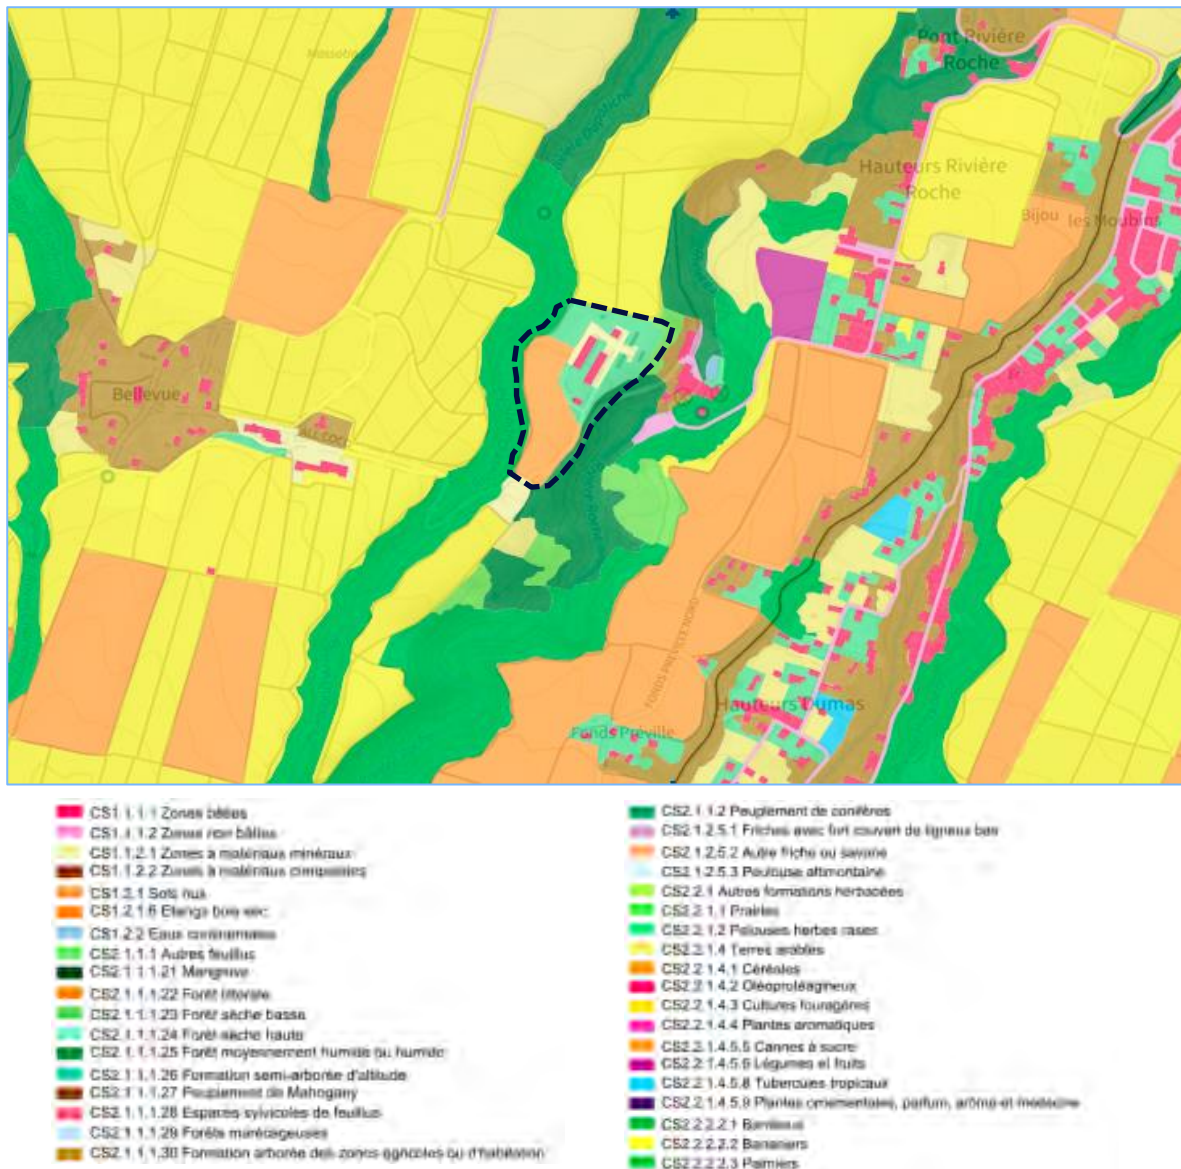 Pont Rivière
Roche
Hauteurs Rivière
Roche
Bijou
les Moubins
Bellevue
FONDS PRÉVILLE NORD
Hauteurs Dumas
Fonds Préville
CS1.1.1.1 Zones bâties
CS1.1.1.2 Zones non bâties
CS1.1.2.1 Zones à matériaux minéraux
CS1.1.2.2 Zones à matériaux composites
CS1.2.1 Sols nus
CS1.2.1.6 Etangs bois sec
CS1.2.2 Eaux continentales
CS2.1.1.1 Autres feuillus
CS2.1.1.1.21 Mangrove
CS2.1.1.1.22 Forêt littorale
CS2.1.1.1.23 Forêt sèche basse
CS2.1.1.1.24 Forêt sèche haute
CS2.1.1.1.25 Forêt moyennement humide ou humide
CS2.1.1.1.26 Formation semi-arborée d'altitude
CS2.1.1.1.27 Peuplement de Mahogany
CS2.1.1.1.28 Espaces sylvicoles de feuillus
CS2.1.1.1.29 Forêts marécageuses
CS2.1.1.1.30 Formation arborée des zones agricoles ou d'habitation
CS2.1.1.2 Peuplement de conifères
CS2.1.2.5.1 Friches avec fort couvert de ligneux bas
CS2.1.2.5.2 Autre friche ou savane
CS2.1.2.5.3 Pelouse altimontaine
CS2.2.1 Autres formations herbacées
CS2.2.1.1 Prairies
CS2.2.1.2 Pelouses herbes rases
CS2.2.1.4 Terres arables
CS2.2.1.4.1 Céréales
CS2.2.1.4.2 Oléoprotéagineux
CS2.2.1.4.3 Cultures fouragères
CS2.2.1.4.4 Plantes aromatiques
CS2.2.1.4.5.5 Cannes à sucre
CS2.2.1.4.5.6 Légumes et fruits
CS2.2.1.4.5.8 Tubercules tropicaux
CS2.2.1.4.5.9 Plantes ornementales, parfum, arôme et médecine
CS2.2.2.2.1 Bambous
CS2.2.2.2.2 Bananiers
CS2.2.2.2.3 Palmiers